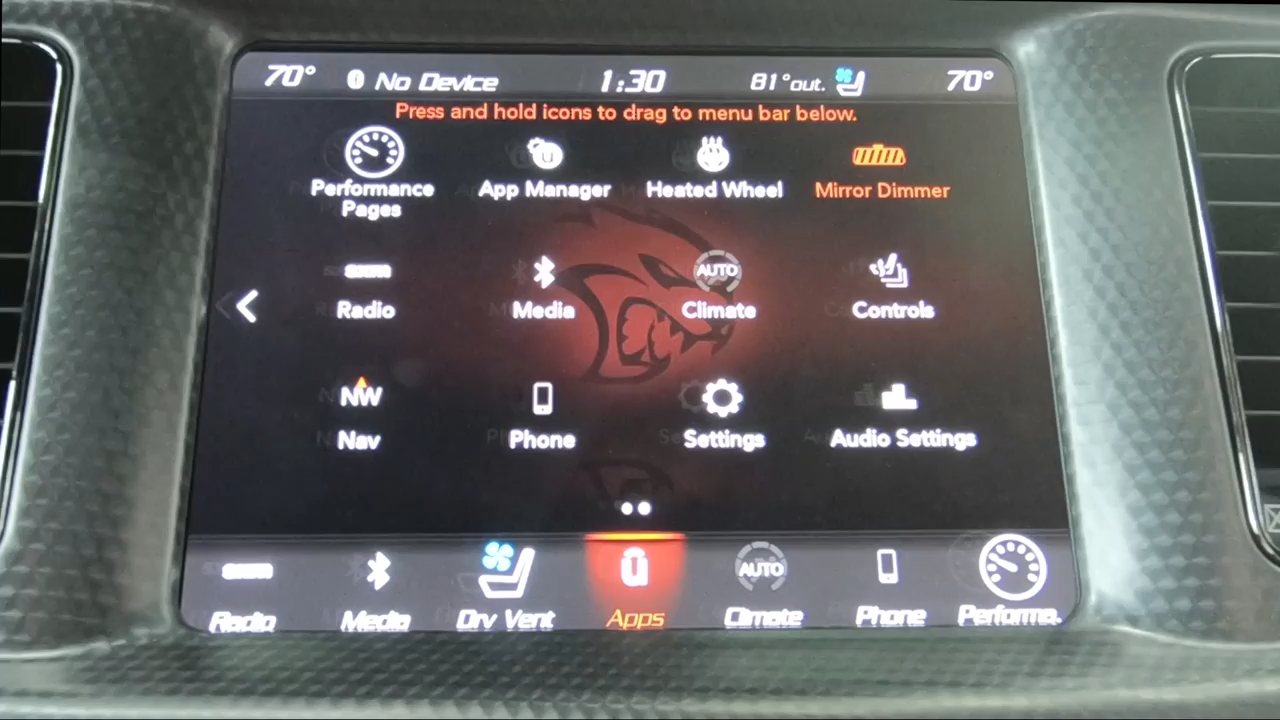 70° No Device 1:30 81°out. 70°
Press and hold icons to drag to menu bar below.
Performance Pages
App Manager
Heated Wheel
Mirror Dimmer
Radio
AUTO
Media
Climate
Controls
NW
Nav
Phone
Settings
Audio Settings
AUTO
Radio
Media
Drv Vent
Apps
Climate
Phone
Performa.